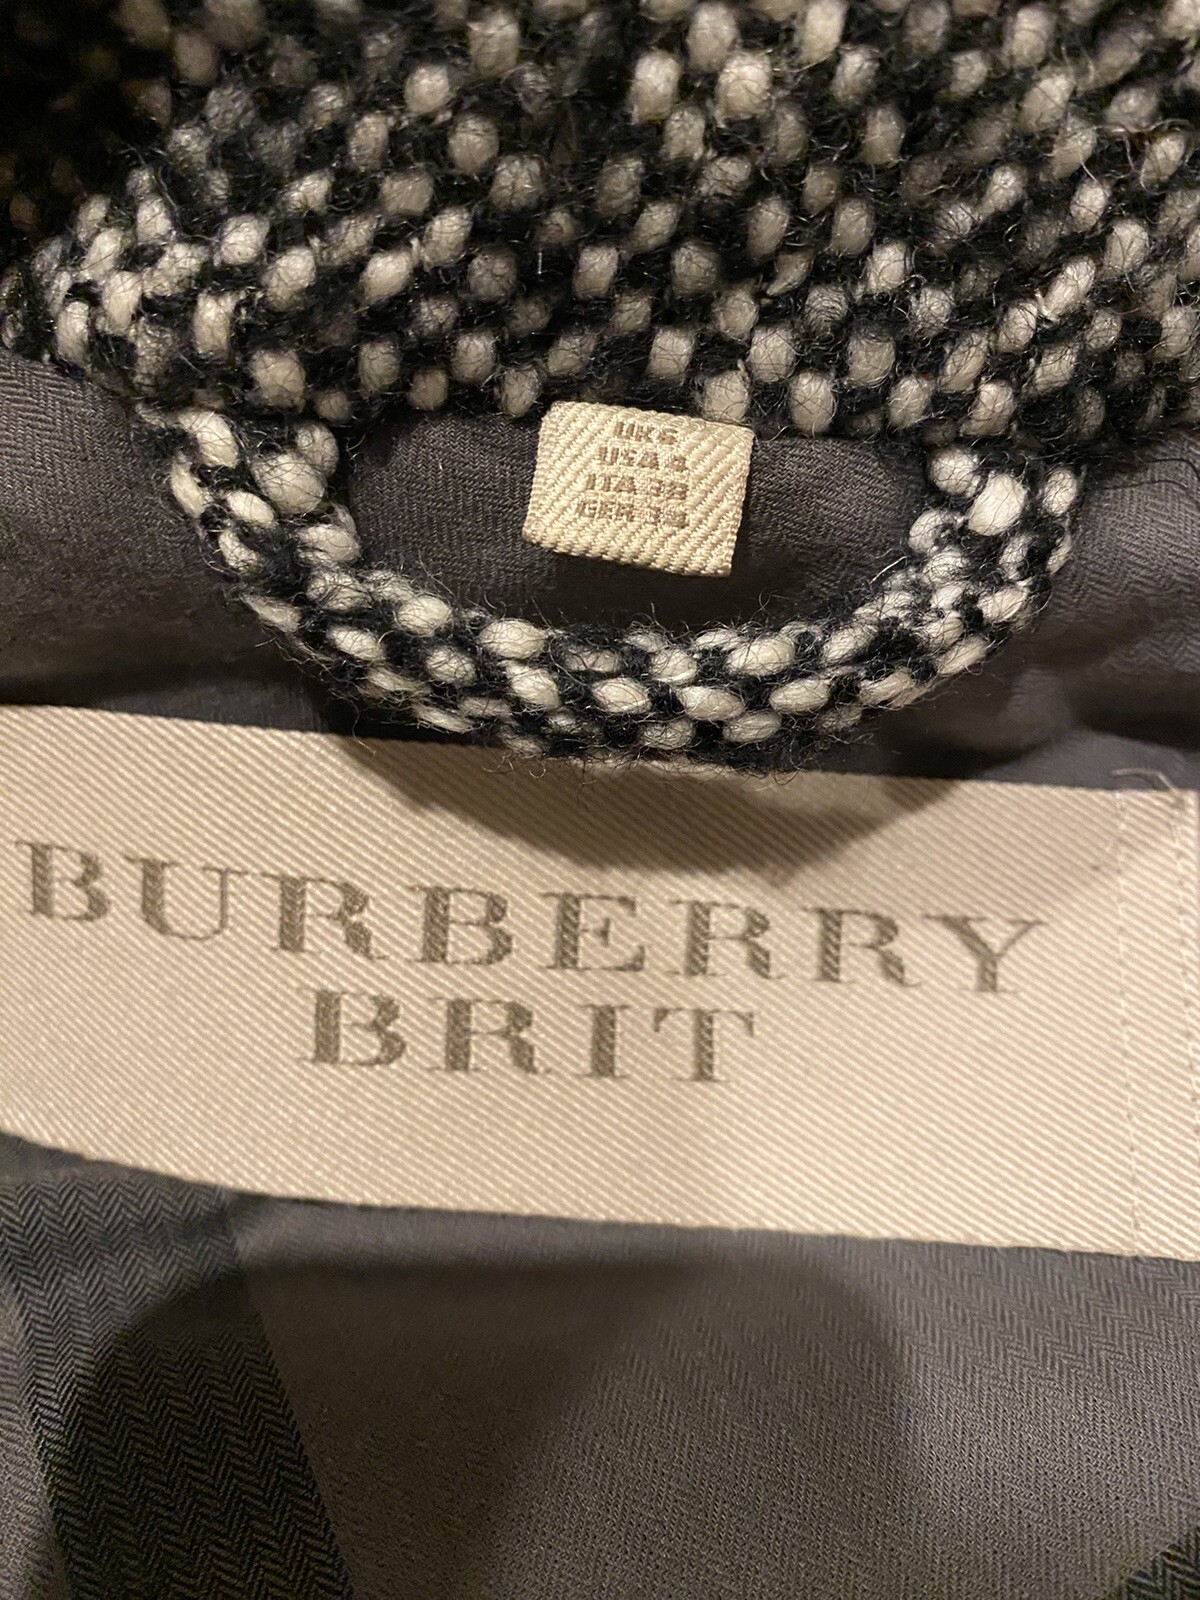 UK 6
USA 4
ITA 38
GER 34
BURBERRY
BRIT